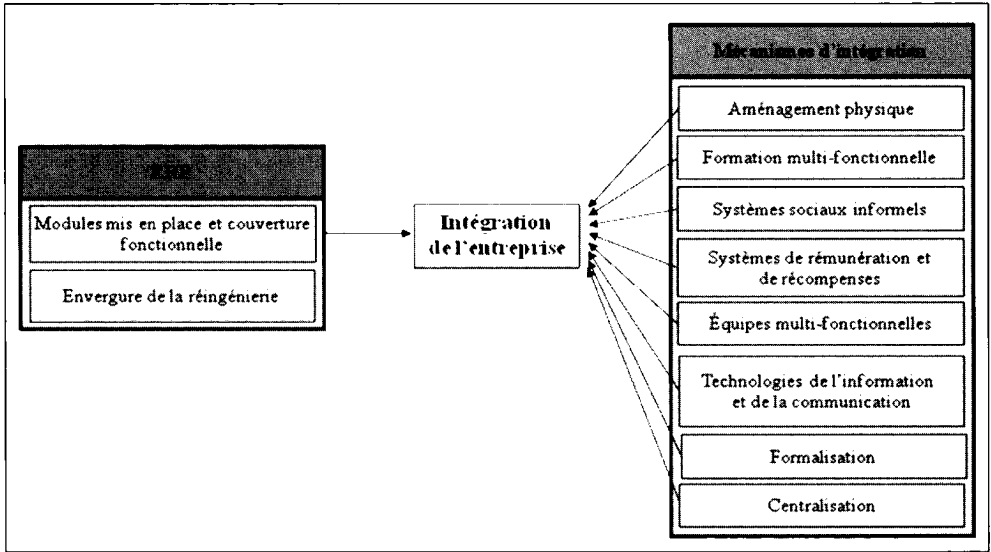 Modules mis en place et couverture
fonctionnelle
Envergure de la réingénierie
Intégration
de l'entreprise
Mécanismes d'intégration
Aménagement physique
Formation multi-fonctionnelle
Systèmes sociaux informels
Systèmes de rémunération et
de récompenses
Équipes multi-fonctionnelles
Technologies de l'information
et de la communication
Formalisation
Centralisation